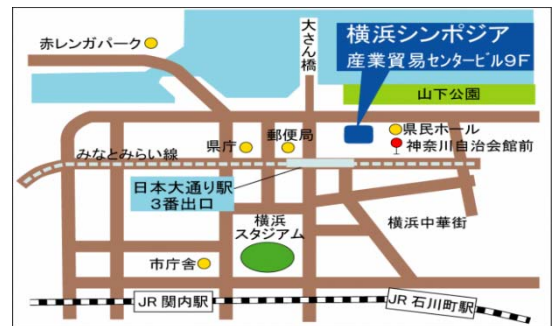 赤レンガパーク
大さん橋
横浜シンポジア
産業貿易センタービル9F
山下公園
県庁
郵便局
県民ホール
神奈川自治会館前
みなとみらい線
日本大通り駅
3番出口
横浜
スタジアム
横浜中華街
市庁舎
JR 関内駅
JR 石川町駅